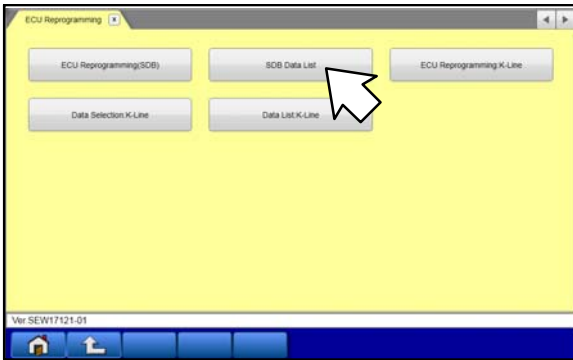 ECU Reprogramming
ECU Reprogramming(SDB)
SDB Data List
ECU Reprogramming:K-Line
Data Selection:K-Line
Data List:K-Line
Ver.SEW17121-01